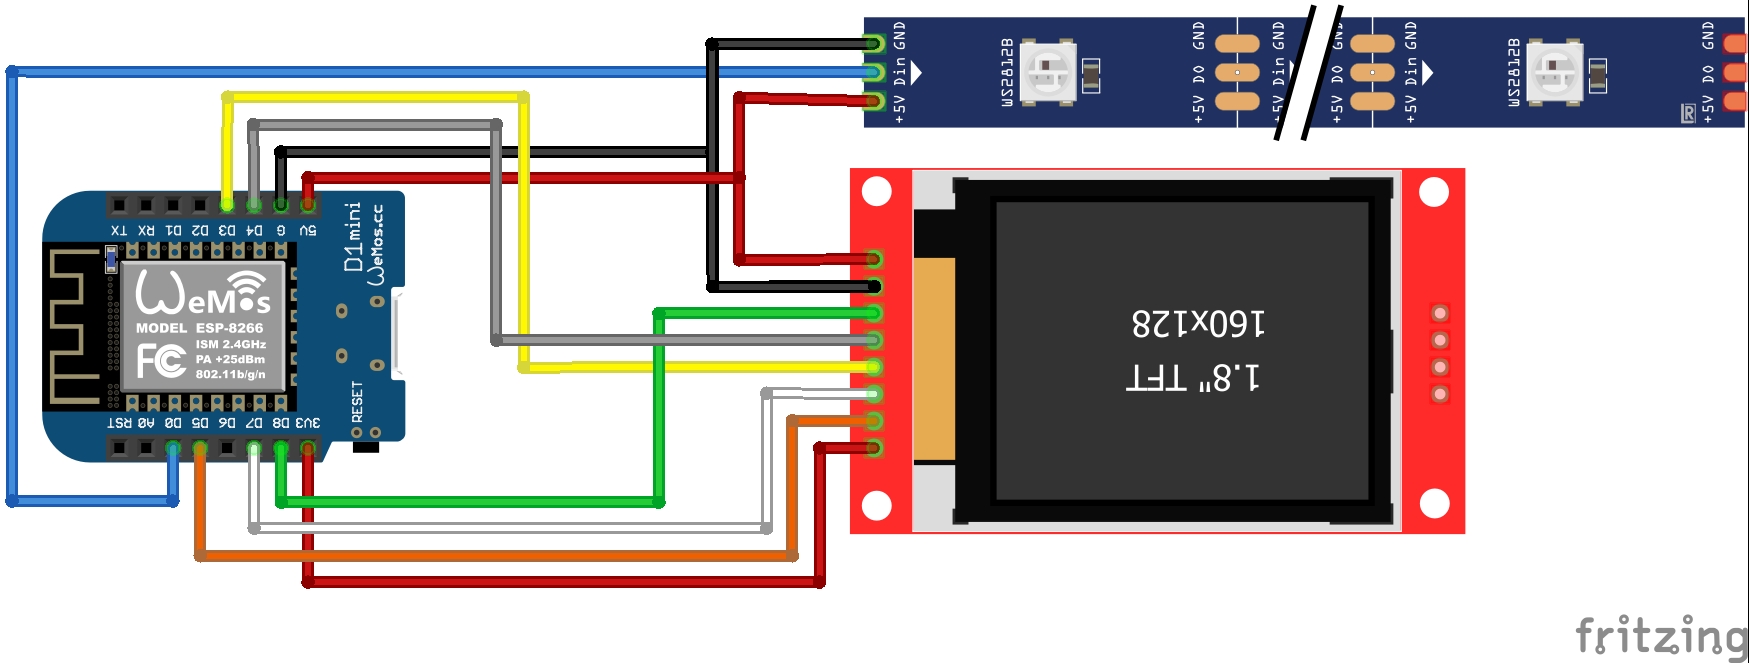 GND
Din
+5V
WS2812B
GND
DO
+5V
GND
Din
+5V
GND
DO
+5V
GND
Din
+5V
WS2812B
R
GND
DO
+5V
TX RX D1 D2 D3 D4 G 5V
D1 mini
WeMos.cc
WeMos
MODEL ESP-8266
ISM 2.4GHz
PA +25dBm
802.11b/g/n
FC
RESET
RST A0 D0 D5 D6 D7 D8 3V3
1.8" TFT
160x128
fritzing